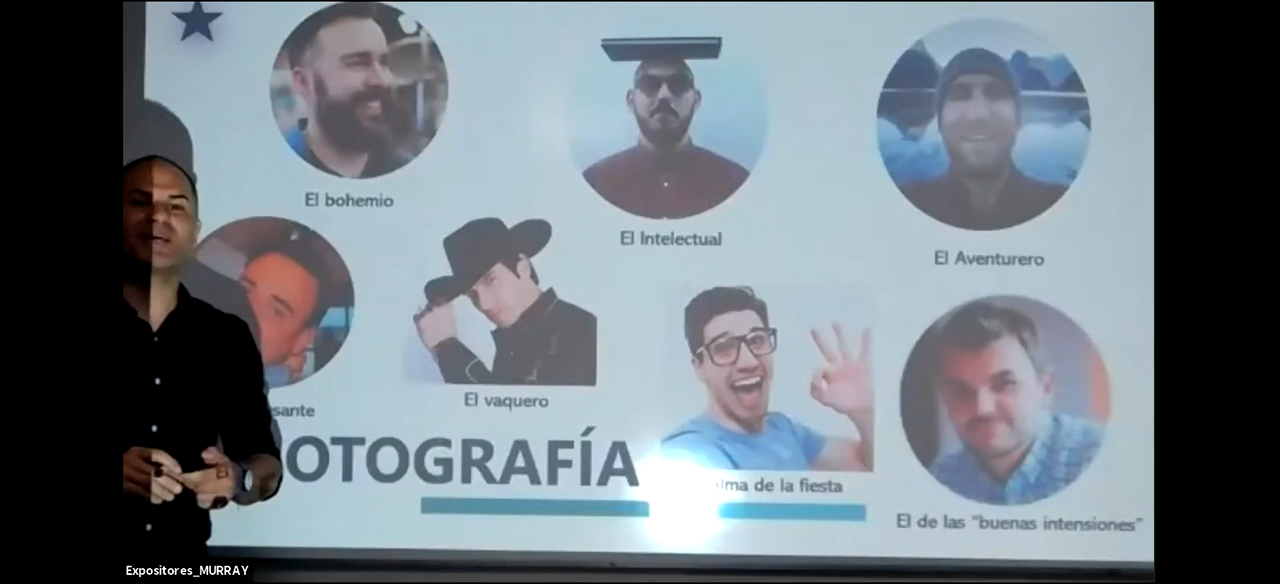 El bohemio
El Intelectual
El Aventurero
sante
El vaquero
OTOGRAFÍA
lma de la fiesta
El de las “buenas intensiones”
Expositores_MURRAY